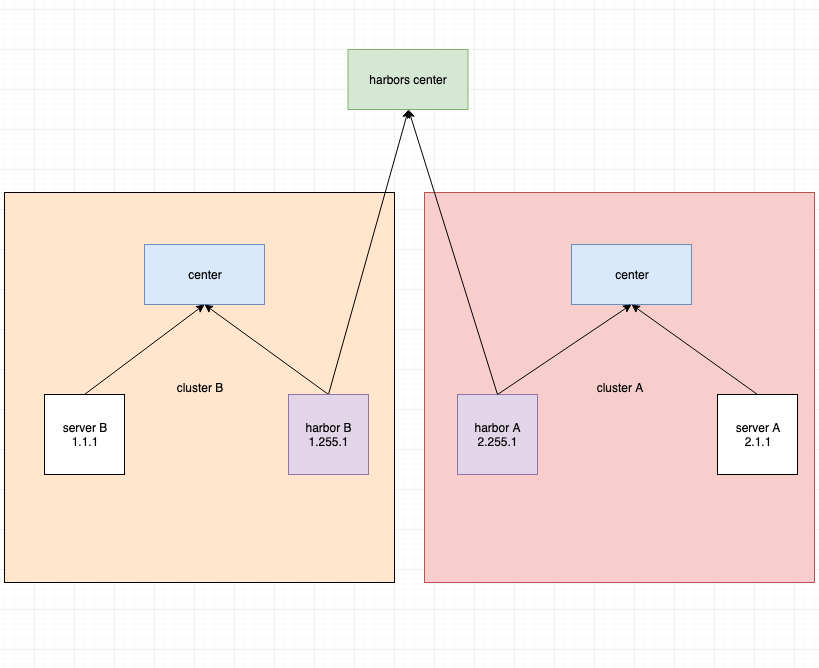 harbors center
center
center
cluster B
cluster A
server B
1.1.1
harbor B
1.255.1
harbor A
2.255.1
server A
2.1.1